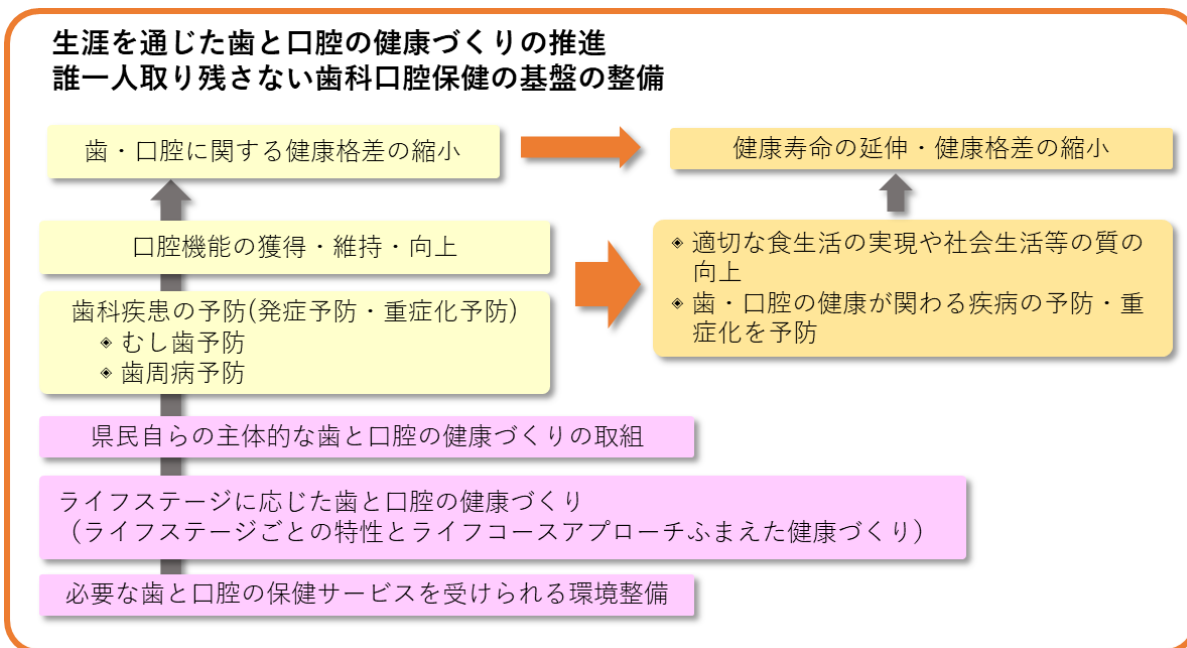 生涯を通じた歯と口腔の健康づくりの推進
誰一人取り残さない歯科口腔保健の基盤の整備
歯・口腔に関する健康格差の縮小
健康寿命の延伸・健康格差の縮小
口腔機能の獲得・維持・向上
歯科疾患の予防(発症予防・重症化予防)
◈ むし歯予防
◈ 歯周病予防
◈ 適切な食生活の実現や社会生活等の質の
向上
◈ 歯・口腔の健康が関わる疾病の予防・重
症化を予防
県民自らの主体的な歯と口腔の健康づくりの取組
ライフステージに応じた歯と口腔の健康づくり
（ライフステージごとの特性とライフコースアプローチふまえた健康づくり）
必要な歯と口腔の保健サービスを受けられる環境整備